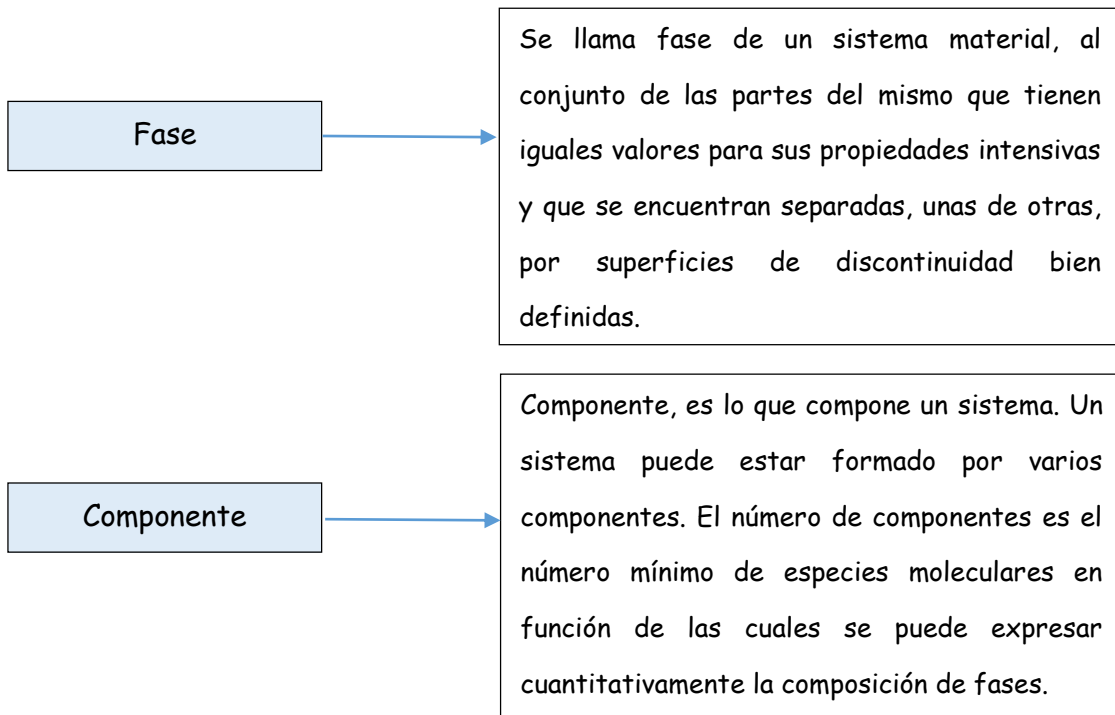 Fase
Se llama fase de un sistema material, al
conjunto de las partes del mismo que tienen
iguales valores para sus propiedades intensivas
y que se encuentran separadas, unas de otras,
por superficies de discontinuidad bien
definidas.
Componente
Componente, es lo que compone un sistema. Un
sistema puede estar formado por varios
componentes. El número de componentes es el
número mínimo de especies moleculares en
función de las cuales se puede expresar
cuantitativamente la composición de fases.